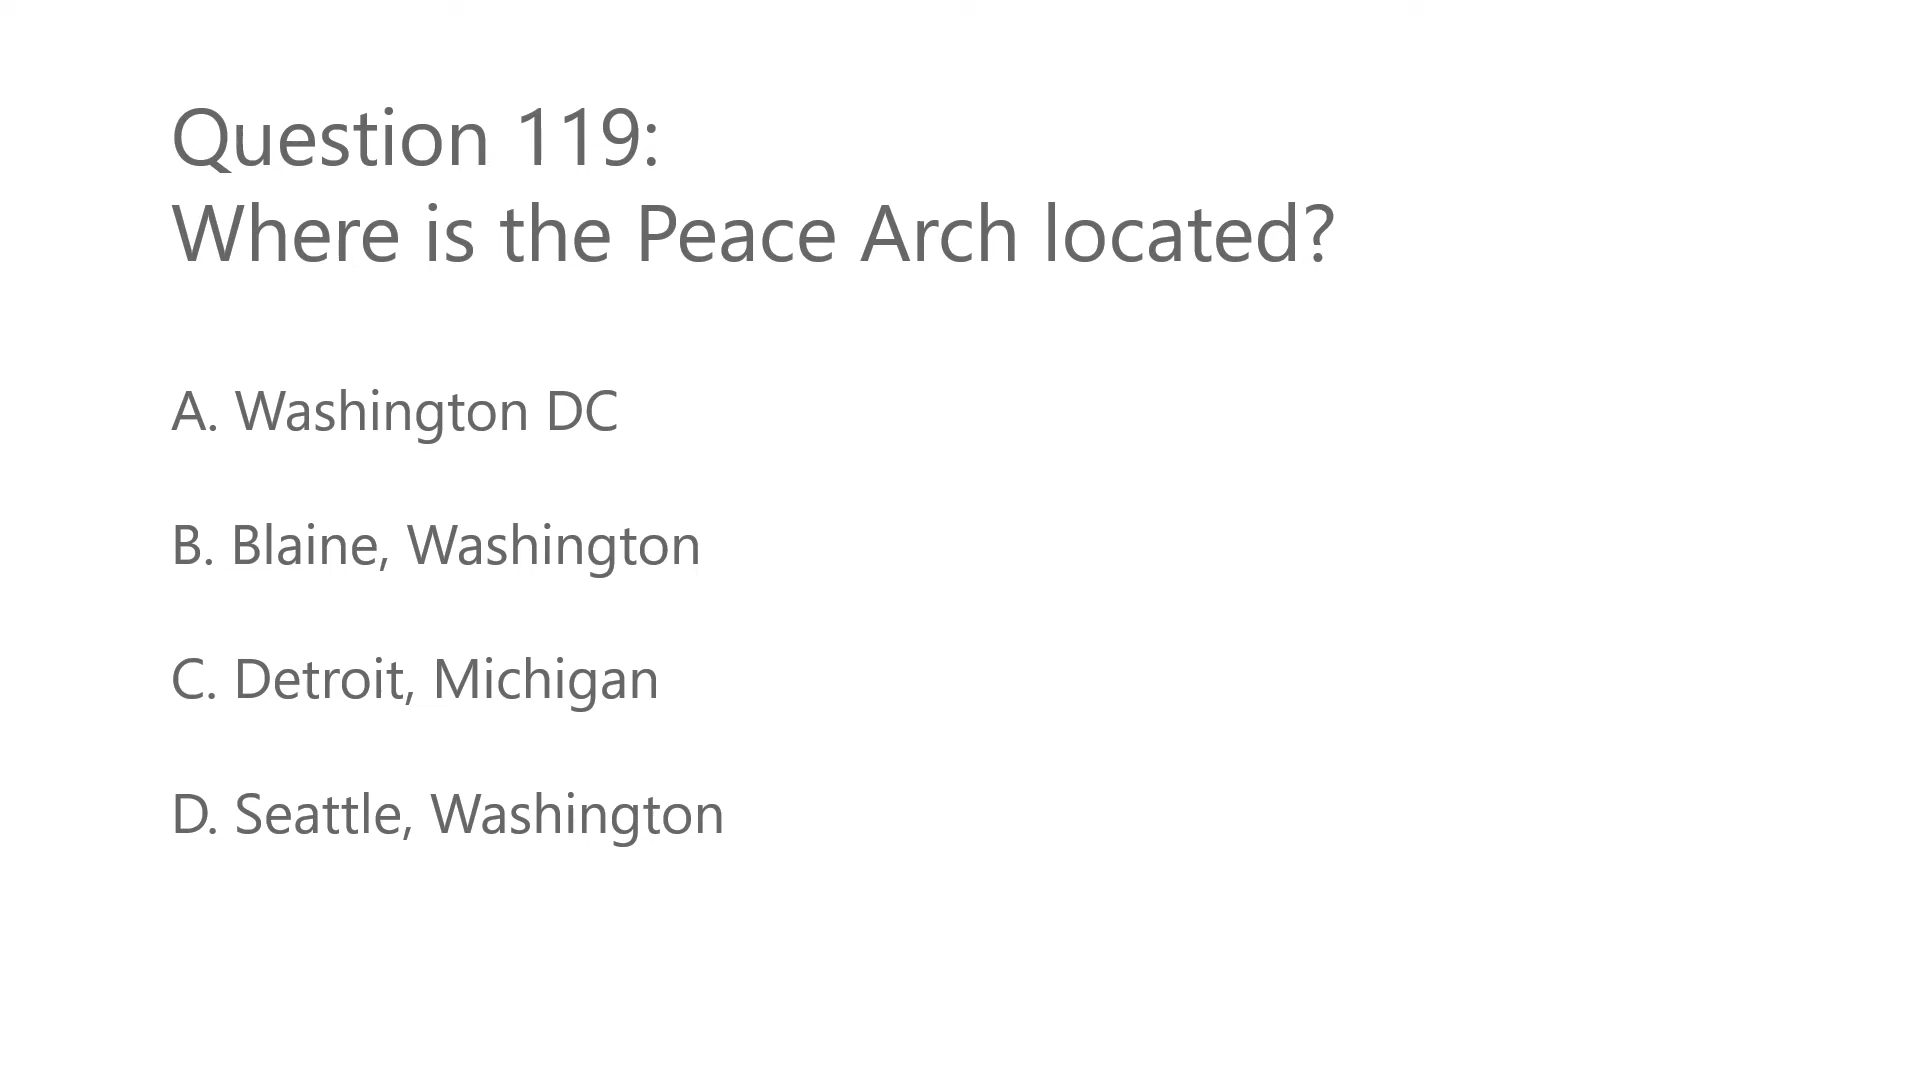 Question 119:
Where is the Peace Arch located?
A. Washington DC
B. Blaine, Washington
C. Detroit, Michigan
D. Seattle, Washington